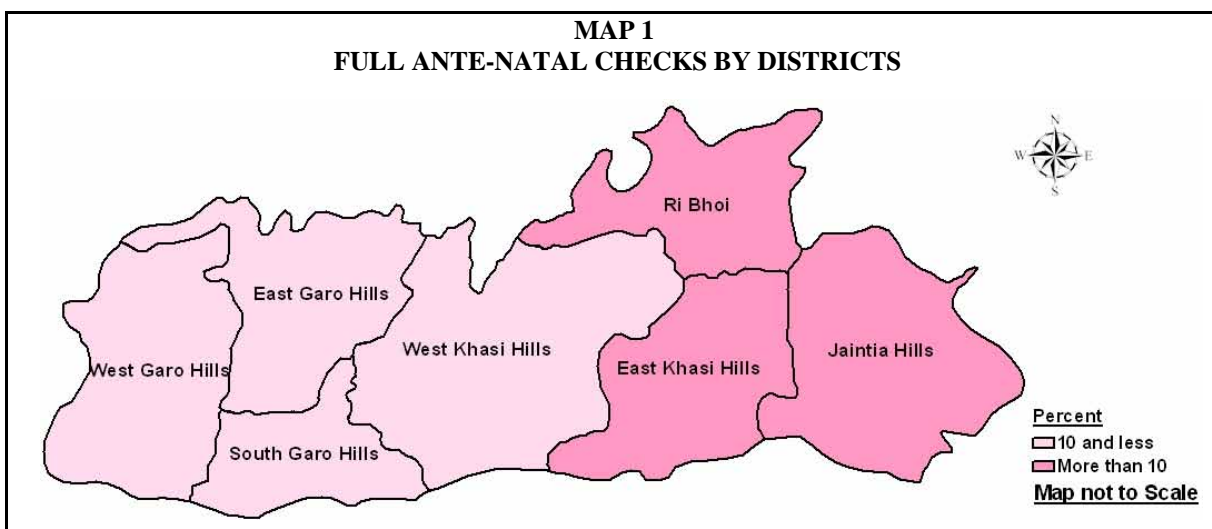 MAP 1
FULL ANTE-NATAL CHECKS BY DISTRICTS
N
W E
S
Ri Bhoi
East Garo Hills
West Khasi Hills
Jaintia Hills
West Garo Hills
East Khasi Hills
South Garo Hills
Percent
10 and less
More than 10
Map not to Scale